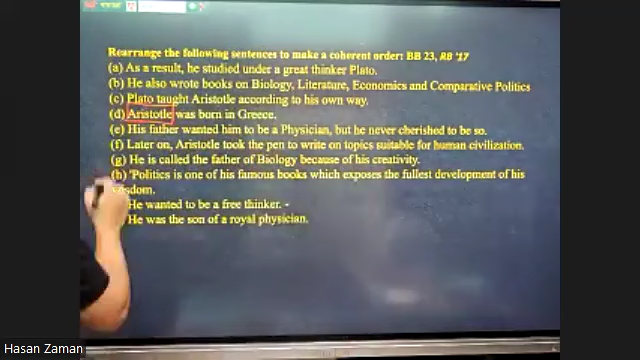 Rearrange the following sentences to make a coherent order: BB 23, RB '17
(a) As a result, he studied under a great thinker Plato.
(b) He also wrote books on Biology, Literature, Economics and Comparative Politics
(c) Plato taught Aristotle according to his own way.
(d) Aristotle was born in Greece.
(e) His father wanted him to be a Physician, but he never cherished to be so.
(f) Later on, Aristotle took the pen to write on topics suitable for human civilization.
(g) He is called the father of Biology because of his creativity.
(h) 'Politics is one of his famous books which exposes the fullest development of his
He wanted to be a free thinker. -
He was the son of a royal physician.
Hasan Zaman